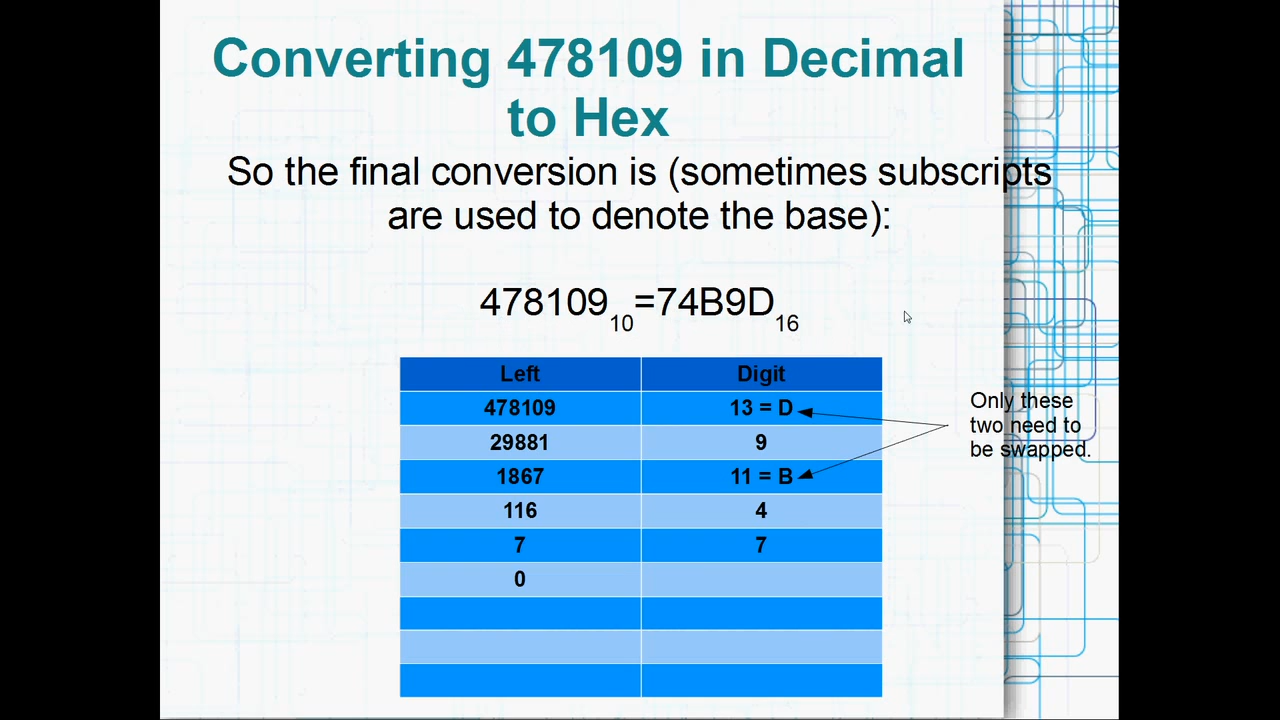 Converting 478109 in Decimal
to Hex
So the final conversion is (sometimes subscripts
are used to denote the base):
478109₁₀=74B9D₁₆
Left Digit
478109 13 = D
29881 9
1867 11 = B
116 4
7 7
0
Only these
two need to
be swapped.